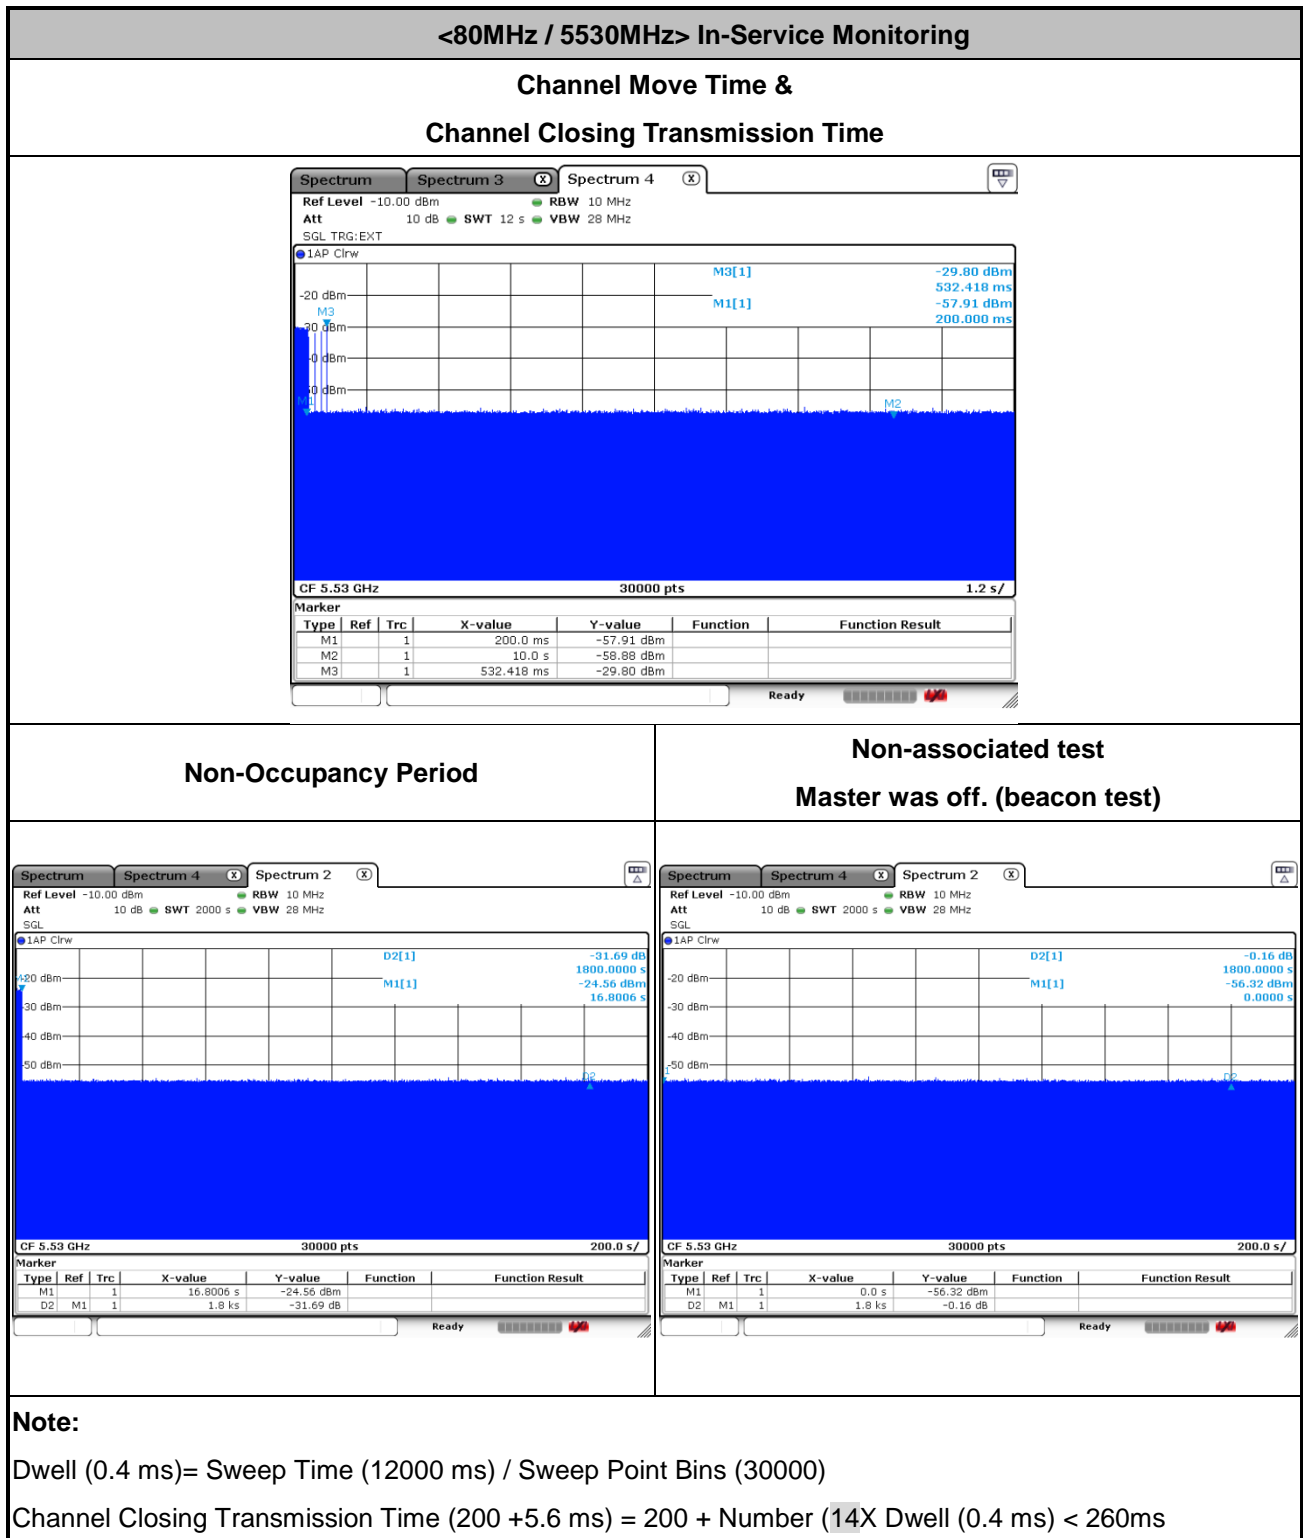 <80MHz / 5530MHz> In-Service Monitoring
Channel Move Time &
Channel Closing Transmission Time
Spectrum Spectrum 3 X Spectrum 4 X
Ref Level -10.00 dBm RBW 10 MHz
Att 10 dB SWT 12 s VBW 28 MHz
SGL TRG:EXT
1AP Clrw
M3[1] -29.80 dBm
532.418 ms
M1[1] -57.91 dBm
200.000 ms
-20 dBm
M3
-30 dBm
-40 dBm
-50 dBm
M1
M2
CF 5.53 GHz 30000 pts 1.2 s/
Marker
Type Ref Trc X-value Y-value Function Function Result
M1 1 200.0 ms -57.91 dBm
M2 1 10.0 s -58.88 dBm
M3 1 532.418 ms -29.80 dBm
Ready
Non-Occupancy Period
Non-associated test
Master was off. (beacon test)
Spectrum Spectrum 4 X Spectrum 2 X
Ref Level -10.00 dBm RBW 10 MHz
Att 10 dB SWT 2000 s VBW 28 MHz
SGL
1AP Clrw
D2[1] -31.69 dB
1800.0000 s
M1[1] -24.56 dBm
16.8006 s
-20 dBm
-30 dBm
-40 dBm
-50 dBm
D2
CF 5.53 GHz 30000 pts 200.0 s/
Marker
Type Ref Trc X-value Y-value Function Function Result
M1 1 16.8006 s -24.56 dBm
D2 M1 1 1.8 ks -31.69 dB
Ready
Spectrum Spectrum 4 X Spectrum 2 X
Ref Level -10.00 dBm RBW 10 MHz
Att 10 dB SWT 2000 s VBW 28 MHz
SGL
1AP Clrw
D2[1] -0.16 dB
1800.0000 s
M1[1] -56.32 dBm
0.0000 s
-20 dBm
-30 dBm
-40 dBm
-50 dBm
D2
CF 5.53 GHz 30000 pts 200.0 s/
Marker
Type Ref Trc X-value Y-value Function Function Result
M1 1 0.0 s -56.32 dBm
D2 M1 1 1.8 ks -0.16 dB
Ready
Note:
Dwell (0.4 ms)= Sweep Time (12000 ms) / Sweep Point Bins (30000)
Channel Closing Transmission Time (200 +5.6 ms) = 200 + Number (14X Dwell (0.4 ms) < 260ms